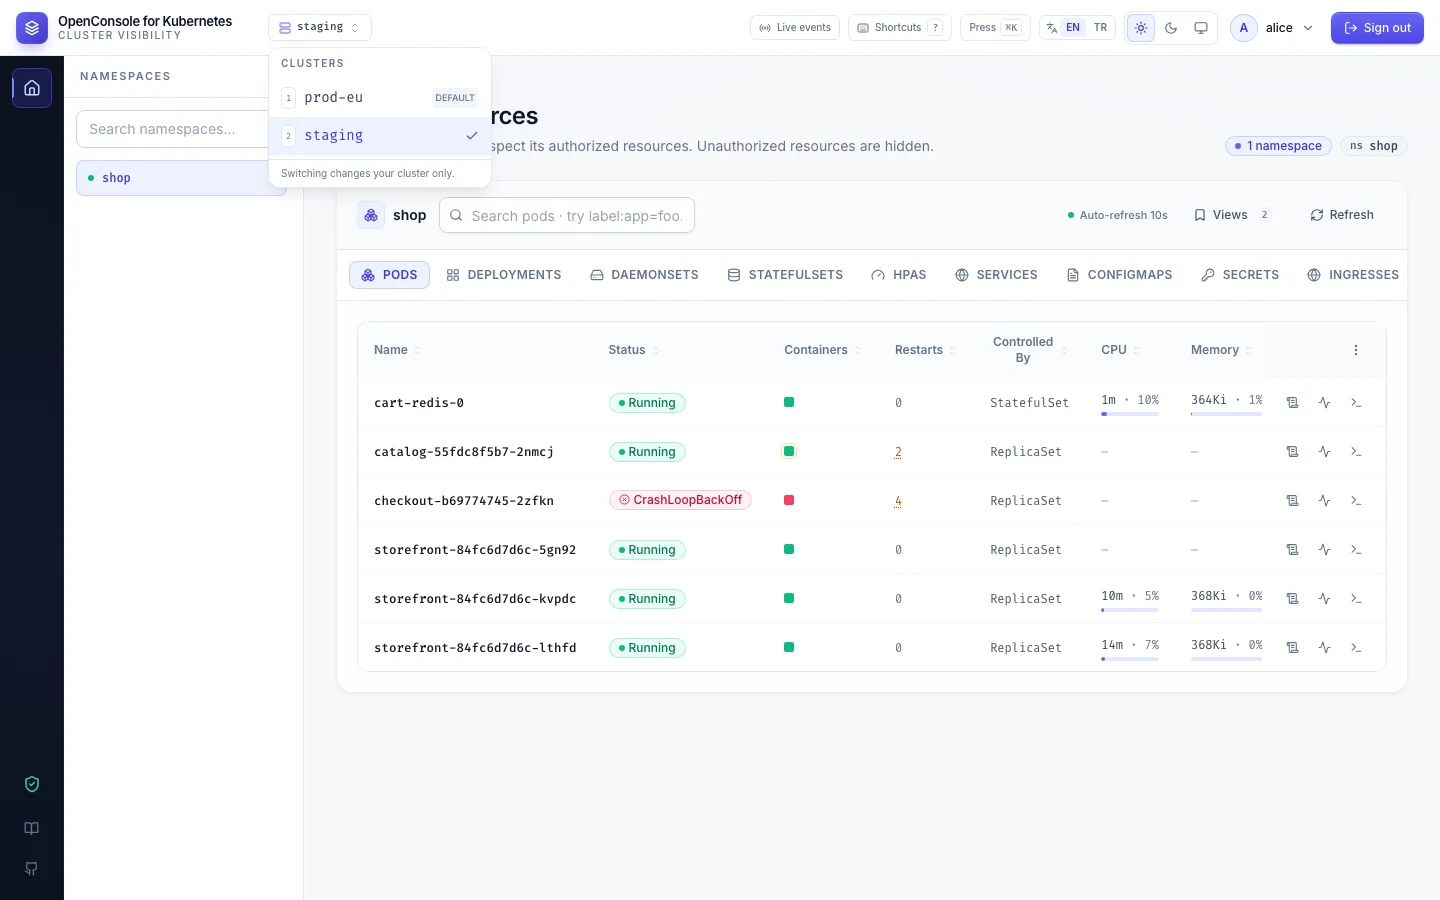 OpenConsole for Kubernetes
CLUSTER VISIBILITY
staging
Live events
Shortcuts ?
Press ⌘K
EN TR
A alice
Sign out
NAMESPACES
Search namespaces...
shop
CLUSTERS
1 prod-eu DEFAULT
2 staging
Switching changes your cluster only.
rces
spect its authorized resources. Unauthorized resources are hidden.
1 namespace
ns shop
shop
Search pods · try label:app=foo.
Auto-refresh 10s
Views 2
Refresh
PODS DEPLOYMENTS DAEMONSETS STATEFULSETS HPAS SERVICES CONFIGMAPS SECRETS INGRESSES
Name Status Containers Restarts Controlled By CPU Memory
cart-redis-0 Running 0 StatefulSet 1m · 10% 364Ki · 1%
catalog-55fdc8f5b7-2nmcj Running 2 ReplicaSet — —
checkout-b69774745-2zfkn CrashLoopBackOff 4 ReplicaSet — —
storefront-84fc6d7d6c-5gn92 Running 0 ReplicaSet — —
storefront-84fc6d7d6c-kvpdc Running 0 ReplicaSet 10m · 5% 368Ki · 0%
storefront-84fc6d7d6c-lthfd Running 0 ReplicaSet 14m · 7% 368Ki · 0%